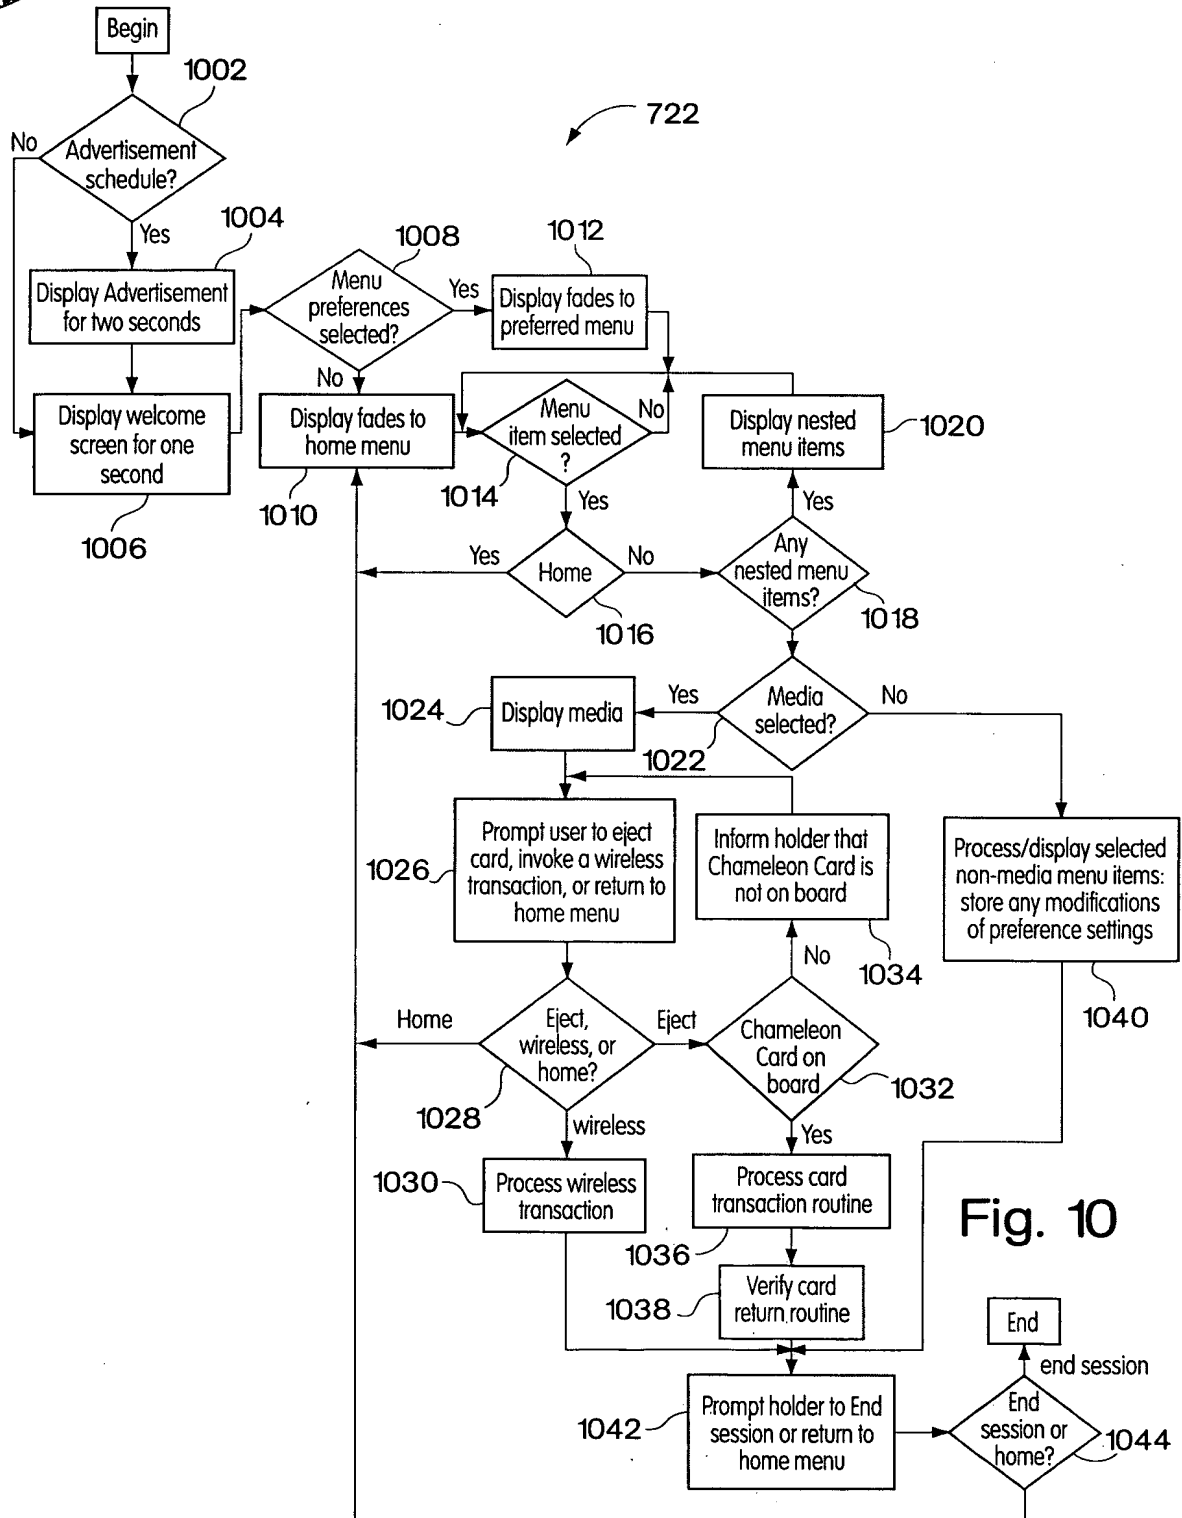 Begin
1002
No
Advertisement
schedule?
722
Yes
1004
Display Advertisement
for two seconds
1008
Menu
preferences
selected?
Yes
1012
Display fades to
preferred menu
No
Display welcome
screen for one
second
1006
Display fades to
home menu
1010
Menu
item selected
?
No
1014
Yes
Display nested
menu items
1020
Yes
Yes
Home
No
1016
Any
nested menu
items?
1018
1024
Display media
Yes
Media
selected?
No
1022
1026
Prompt user to eject
card, invoke a wireless
transaction, or return to
home menu
Inform holder that
Chameleon Card is
not on board
1034
No
Process/display selected
non-media menu items:
store any modifications
of preference settings
1040
Home
Eject,
wireless, or
home?
Eject
1028
wireless
Chameleon
Card on
board
1032
Yes
1030
Process wireless
transaction
Process card
transaction routine
1036
Fig. 10
1038
Verify card
return routine
End
end session
1042
Prompt holder to End
session or return to
home menu
End
session or
home?
1044